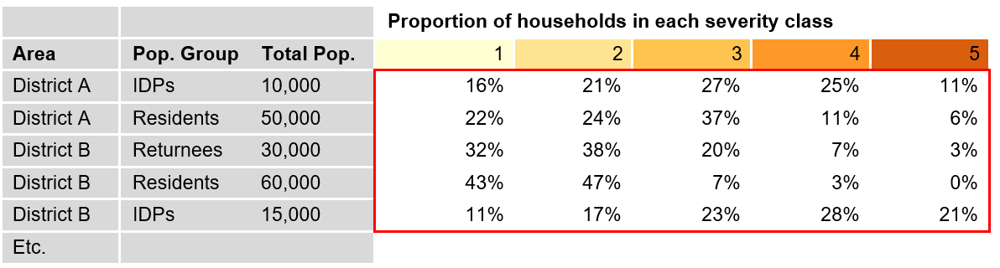 Proportion of households in each severity class
Area Pop. Group Total Pop. 1 2 3 4 5
District A IDPs 10,000 16% 21% 27% 25% 11%
District A Residents 50,000 22% 24% 37% 11% 6%
District B Returnees 30,000 32% 38% 20% 7% 3%
District B Residents 60,000 43% 47% 7% 3% 0%
District B IDPs 15,000 11% 17% 23% 28% 21%
Etc.